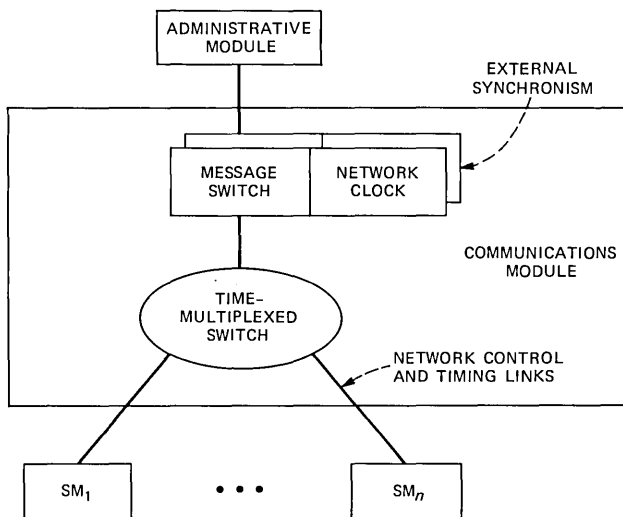 ADMINISTRATIVE
MODULE
EXTERNAL
SYNCHRONISM
MESSAGE
SWITCH
NETWORK
CLOCK
COMMUNICATIONS
MODULE
TIME-
MULTIPLEXED
SWITCH
NETWORK CONTROL
AND TIMING LINKS
SM1
• • •
SMn